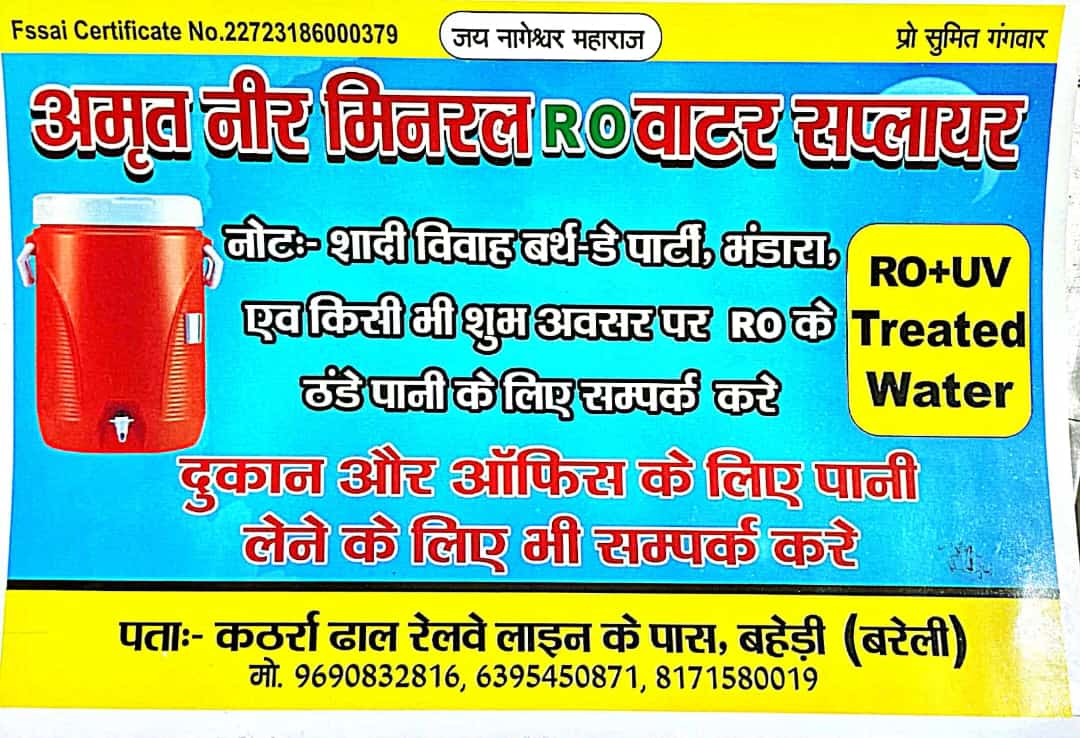 Fssai Certificate No.22723186000379
जय नागेश्वर महाराज
प्रो सुमित गंगवार
अमृत नीर मिनरल RO वाटर सप्लायर
नोटः- शादी विवाह बर्थ-डे पार्टी, भंडारा,
एव किसी भी शुभ अवसर पर RO के
ठंडे पानी के लिए सम्पर्क करे
RO+UV
Treated
Water
दुकान और ऑफिस के लिए पानी
लेने के लिए भी सम्पर्क करे
पताः- कठर्रा ढाल रेलवे लाइन के पास, बहेड़ी (बरेली)
मो. 9690832816, 6395450871, 8171580019